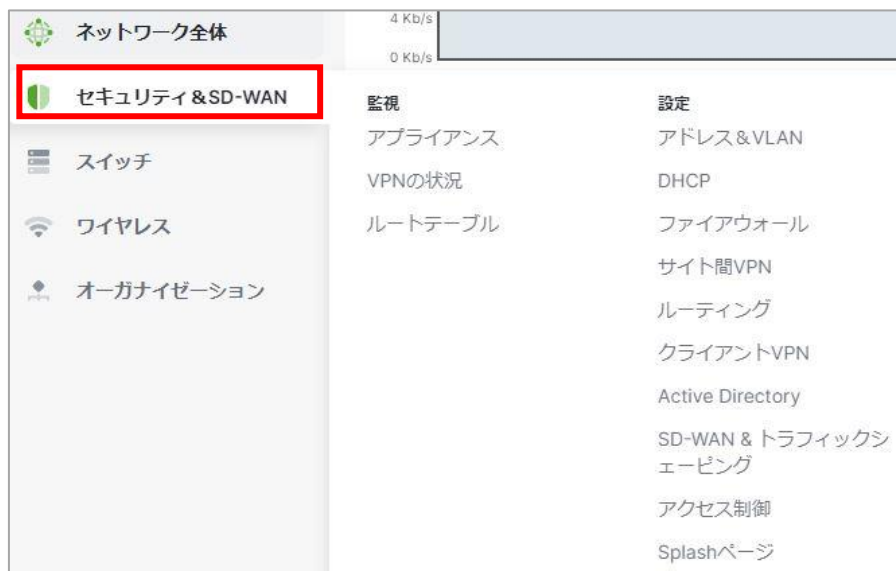 ネットワーク全体
セキュリティ&SD-WAN
スイッチ
ワイヤレス
オーガナイゼーション
4 Kb/s
0 Kb/s
監視
アプライアンス
VPNの状況
ルートテーブル
設定
アドレス&VLAN
DHCP
ファイアウォール
サイト間VPN
ルーティング
クライアントVPN
Active Directory
SD-WAN & トラフィックシ
ェーピング
アクセス制御
Splashページ